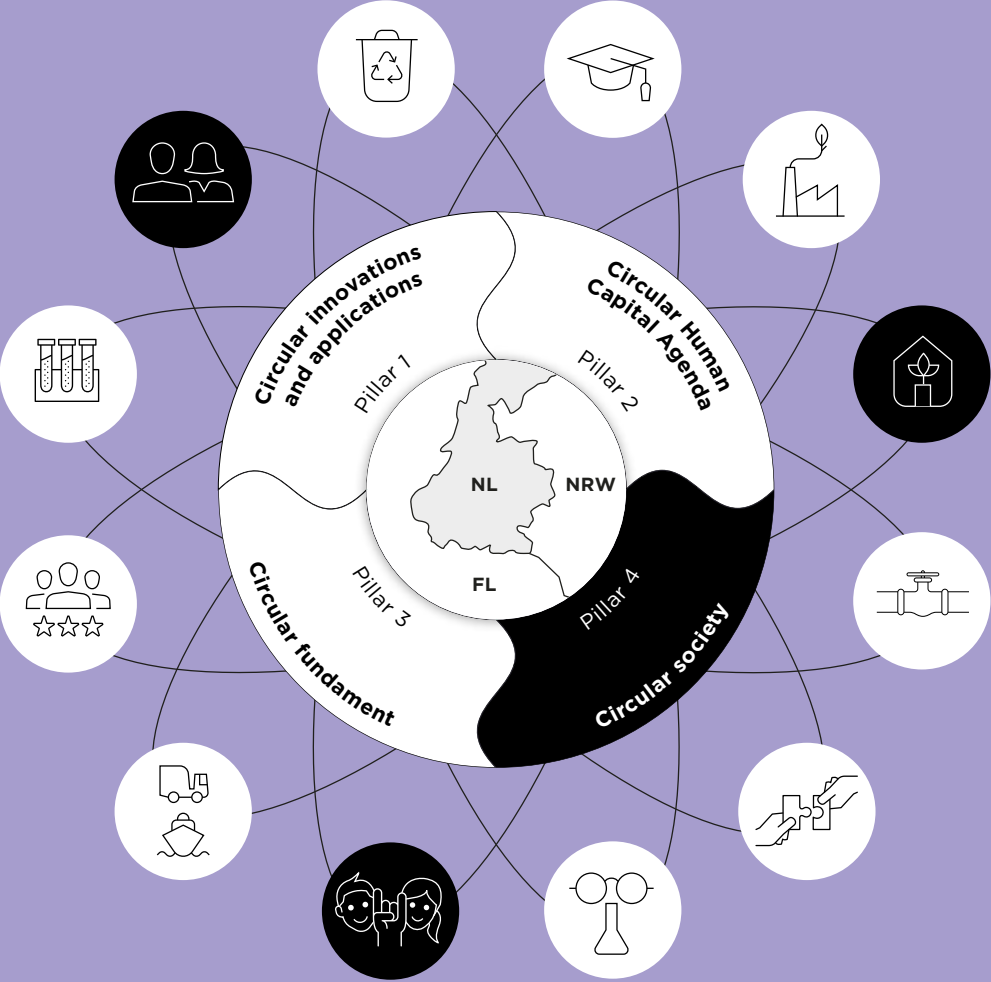 Circular innovations
and applications
Pillar 1
Circular Human
Capital Agenda
Pillar 2
NL
NRW
FL
Pillar 3
Circular fundament
Pillar 4
Circular society